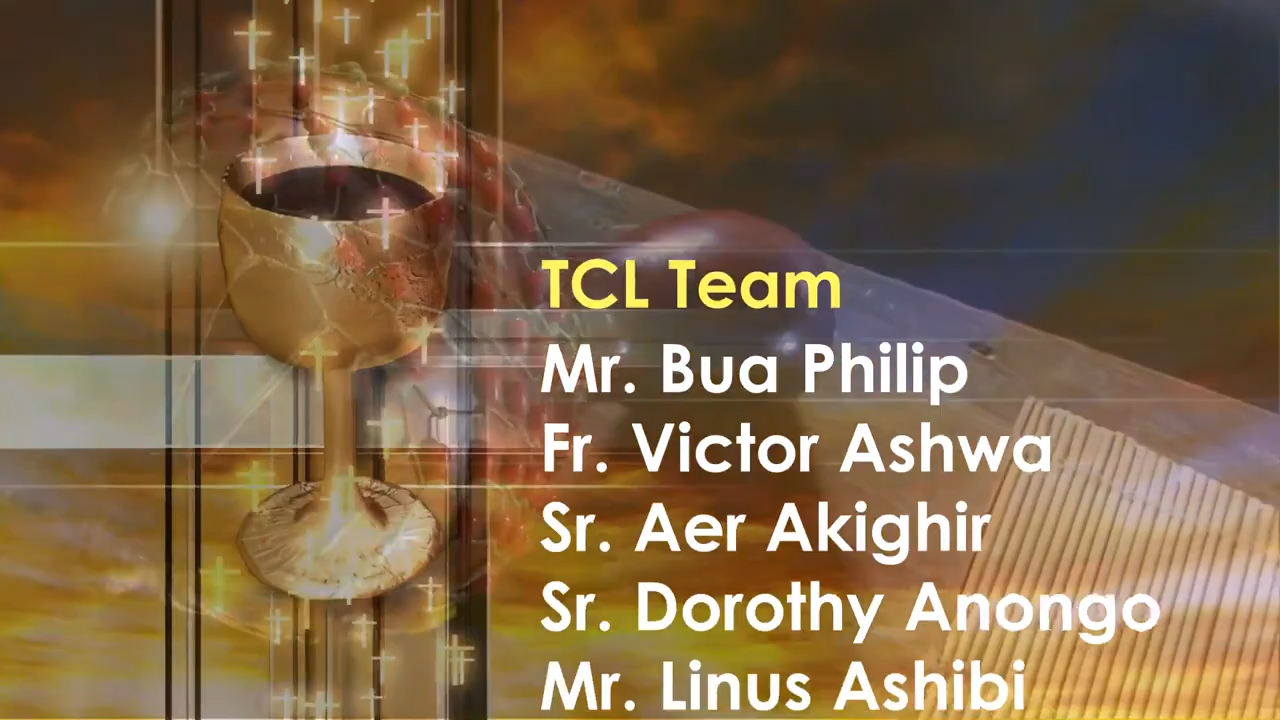 TCL Team
Mr. Bua Philip
Fr. Victor Ashwa
Sr. Aer Akighir
Sr. Dorothy Anongo
Mr. Linus Ashibi